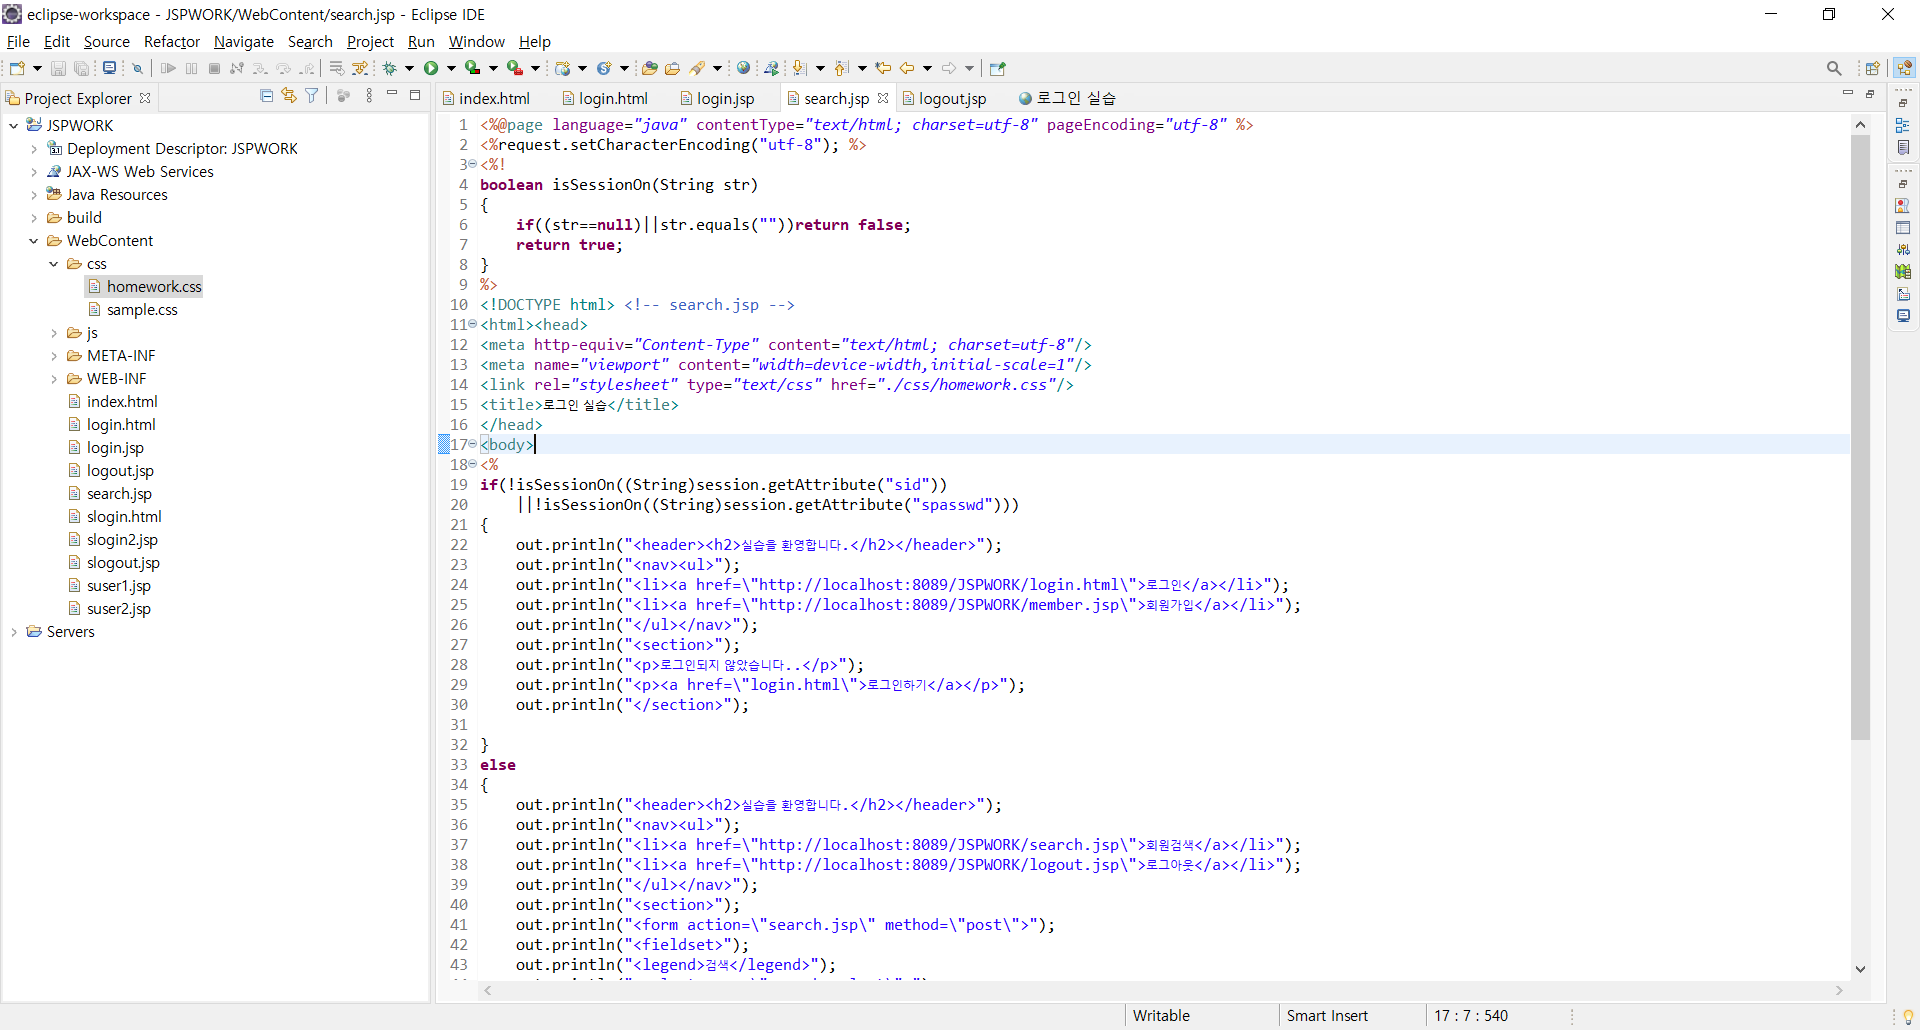 eclipse-workspace - JSPWORK/WebContent/search.jsp - Eclipse IDE
File Edit Source Refactor Navigate Search Project Run Window Help
Project Explorer
JSPWORK
Deployment Descriptor: JSPWORK
JAX-WS Web Services
Java Resources
build
WebContent
css
homework.css
sample.css
js
META-INF
WEB-INF
index.html
login.html
login.jsp
logout.jsp
search.jsp
slogin.html
slogin2.jsp
slogout.jsp
suser1.jsp
suser2.jsp
Servers
index.html login.html login.jsp search.jsp logout.jsp 로그인 실습
1 <%@page language="java" contentType="text/html; charset=utf-8" pageEncoding="utf-8" %>
2 <%request.setCharacterEncoding("utf-8"); %>
3 <%!
4 boolean isSessionOn(String str)
5 {
6 if((str==null)||str.equals(""))return false;
7 return true;
8 }
9 %>
10 <!DOCTYPE html> <!-- search.jsp -->
11 <html><head>
12 <meta http-equiv="Content-Type" content="text/html; charset=utf-8"/>
13 <meta name="viewport" content="width=device-width,initial-scale=1"/>
14 <link rel="stylesheet" type="text/css" href="./css/homework.css"/>
15 <title>로그인 실습</title>
16 </head>
17 <body>
18 <%
19 if(!isSessionOn((String)session.getAttribute("sid"))
20 ||!isSessionOn((String)session.getAttribute("spasswd")))
21 {
22 out.println("<header><h2>실습을 환영합니다.</h2></header>");
23 out.println("<nav><ul>");
24 out.println("<li><a href=\"http://localhost:8089/JSPWORK/login.html\">로그인</a></li>");
25 out.println("<li><a href=\"http://localhost:8089/JSPWORK/member.jsp\">회원가입</a></li>");
26 out.println("</ul></nav>");
27 out.println("<section>");
28 out.println("<p>로그인되지 않았습니다..</p>");
29 out.println("<p><a href=\"login.html\">로그인하기</a></p>");
30 out.println("</section>");
31
32 }
33 else
34 {
35 out.println("<header><h2>실습을 환영합니다.</h2></header>");
36 out.println("<nav><ul>");
37 out.println("<li><a href=\"http://localhost:8089/JSPWORK/search.jsp\">회원검색</a></li>");
38 out.println("<li><a href=\"http://localhost:8089/JSPWORK/logout.jsp\">로그아웃</a></li>");
39 out.println("</ul></nav>");
40 out.println("<section>");
41 out.println("<form action=\"search.jsp\" method=\"post\">");
42 out.println("<fieldset>");
43 out.println("<legend>검색</legend>");
Writable Smart Insert 17 : 7 : 540